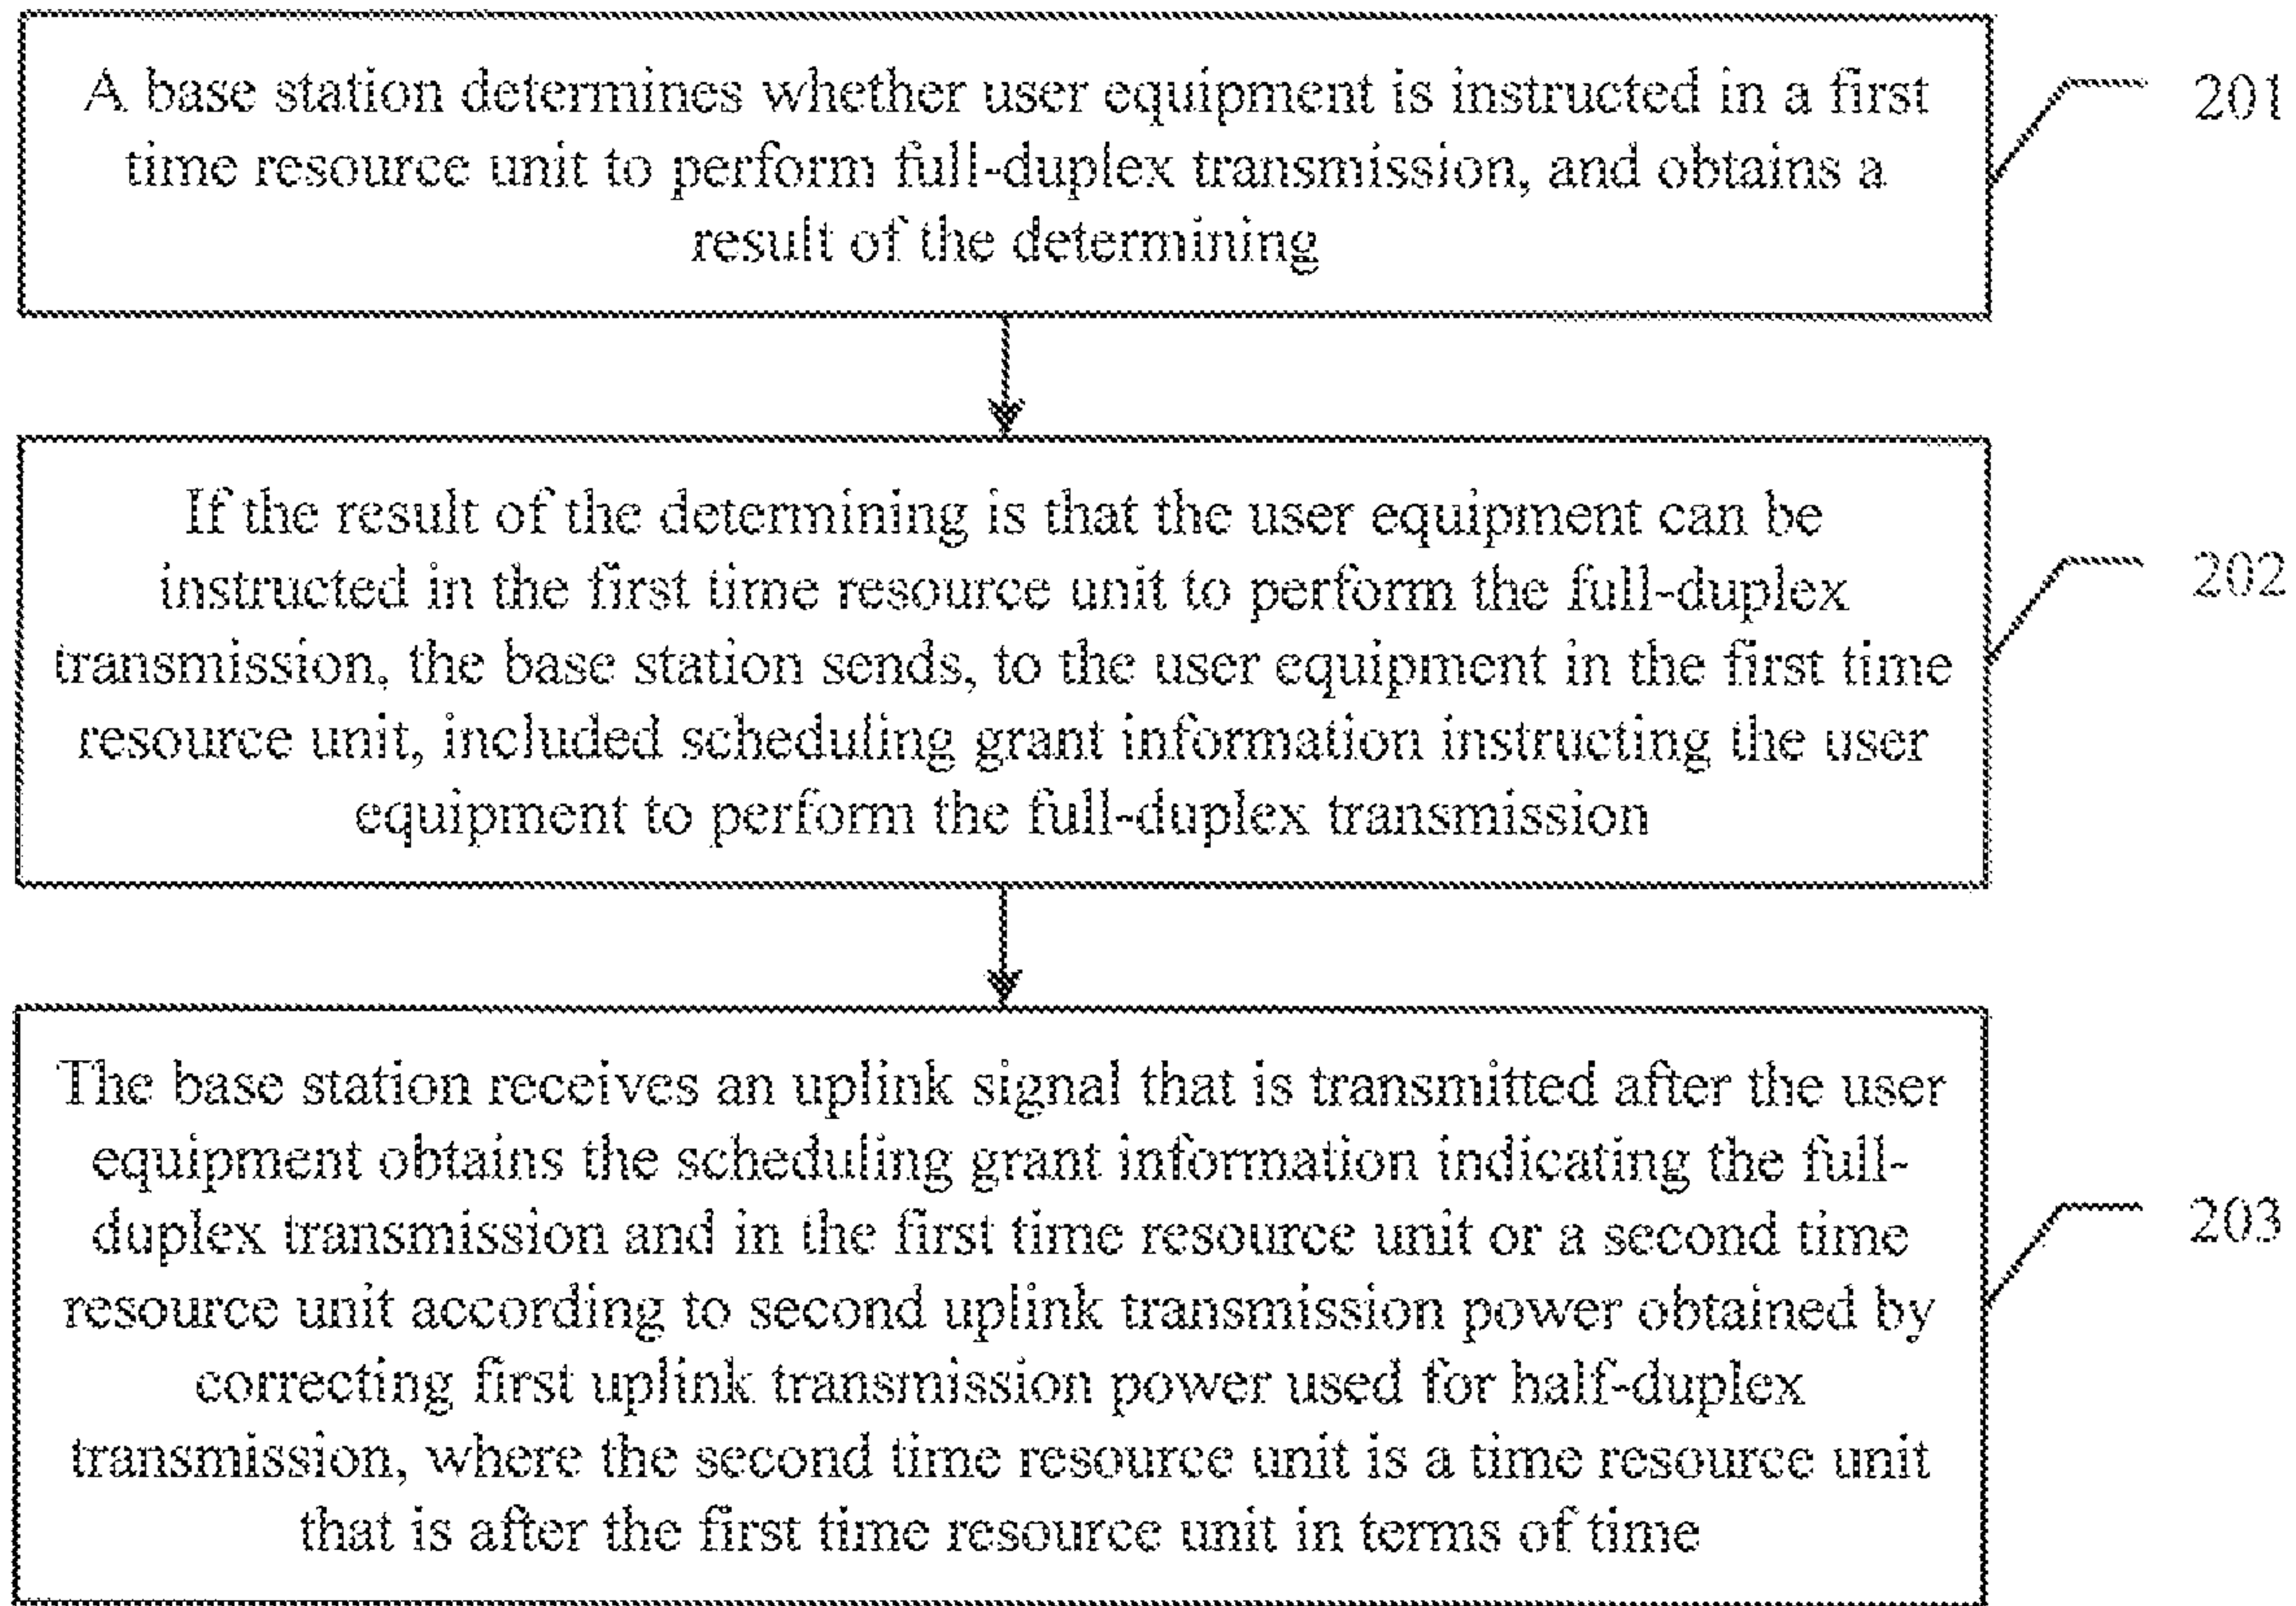 A base station determines whether user equipment is instructed in a first
time resource unit to perform full-duplex transmission, and obtains a
result of the determining
201
If the result of the determining is that the user equipment can be
instructed in the first time resource unit to perform the full-duplex
transmission, the base station sends, to the user equipment in the first time
resource unit, included scheduling grant information instructing the user
equipment to perform the full-duplex transmission
202
The base station receives an uplink signal that is transmitted after the user
equipment obtains the scheduling grant information indicating the full-
duplex transmission and in the first time resource unit or a second time
resource unit according to second uplink transmission power obtained by
correcting first uplink transmission power used for half-duplex
transmission, where the second time resource unit is a time resource unit
that is after the first time resource unit in terms of time
203